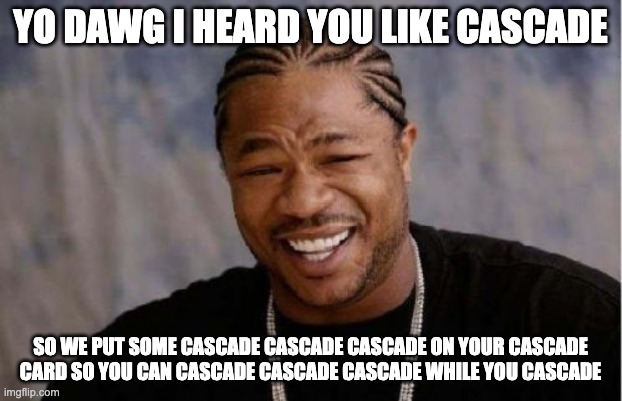 YO DAWG I HEARD YOU LIKE CASCADE
SO WE PUT SOME CASCADE CASCADE CASCADE ON YOUR CASCADE
CARD SO YOU CAN CASCADE CASCADE CASCADE WHILE YOU CASCADE
imgflip.com